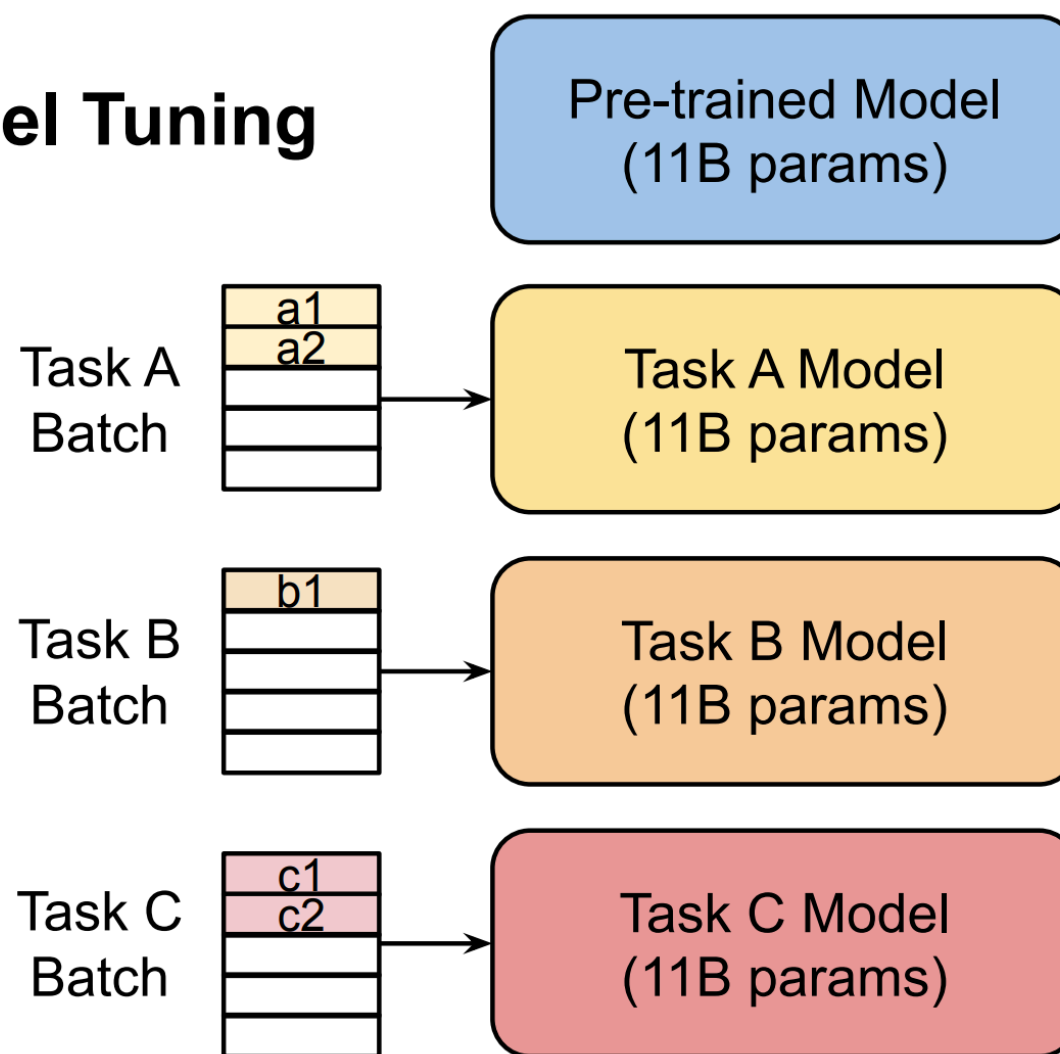 el Tuning
Pre-trained Model
(11B params)
Task A
Batch
a1
a2
Task A Model
(11B params)
Task B
Batch
b1
Task B Model
(11B params)
Task C
Batch
c1
c2
Task C Model
(11B params)